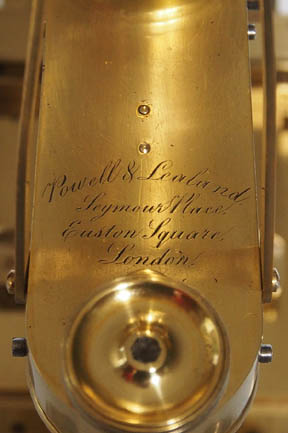 Powell & Lealand,
Seymour Place,
Euston Square,
London.